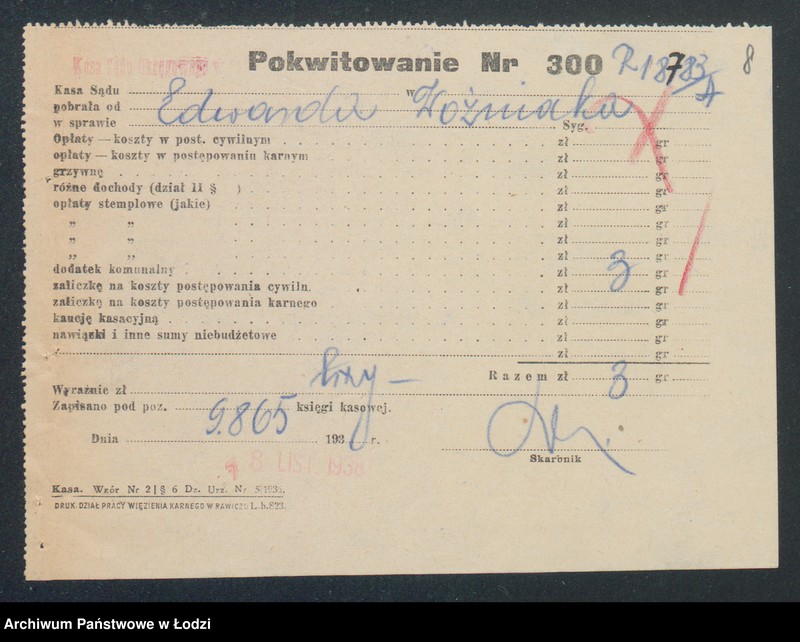 Pokwitowanie Nr 300
8
Kasa Sądu w
pobrała od Edwarda Woźniaka
w sprawie Syg.
Opłaty — koszty w post. cywilnym zł gr
opłaty — koszty w postępowaniu karnym zł gr
grzywnę zł gr
różne dochody (dział II § ) zł gr
opłaty stemplowe (jakie) zł gr
„ „ zł gr
„ „ zł gr
„ „ zł gr
dodatek komunalny zł gr
zaliczkę na koszty postępowania cywiln. zł 3 gr
zaliczkę na koszty postępowania karnego zł gr
kaucję kasacyjną zł gr
nawiązki i inne sumy niebudżetowe zł gr
zł gr
Razem zł 3 gr
Wyraźnie zł trzy —
Zapisano pod poz. 9.865 księgi kasowej.
Dnia 193 r.
8 LIST. 1938
Skarbnik
Kasa. Wzór Nr 2 | § 6 Dz. Urz. Nr 5/1935.
DRUK. DZIAŁ PRACY WIĘZIENIA KARNEGO W RAWICZU L. b. 823.
Archiwum Państwowe w Łodzi